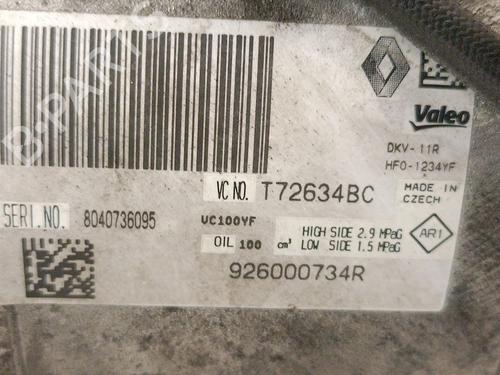 B-PARTS
Valeo
DKV-11R
HFO-1234YF
VC NO. T72634BC
MADE IN
CZECH
SERI.NO. 8040736095
VC100YF
OIL 100 cm³
HIGH SIDE 2.9 MPaG
LOW SIDE 1.5 MPaG
AR1
926000734R